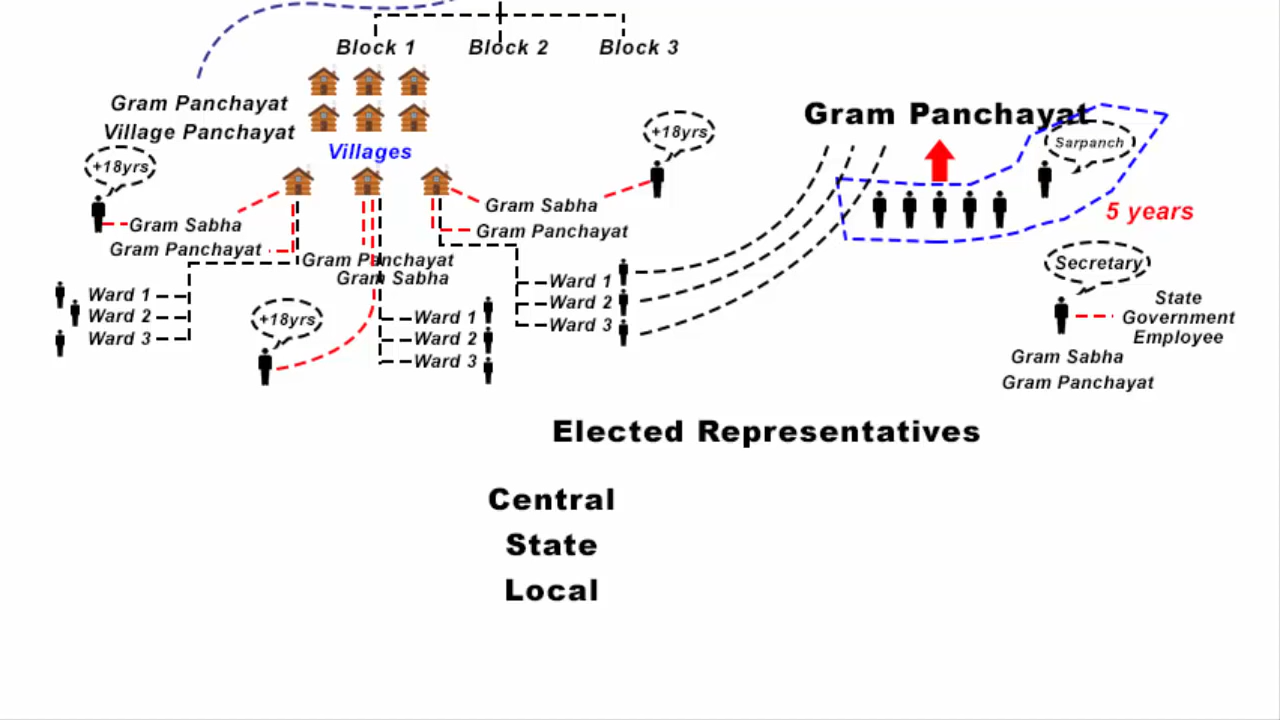 Block 1
Block 2
Block 3
Gram Panchayat
Village Panchayat
Villages
+18yrs
Gram Sabha
Gram Panchayat
Ward 1
Ward 2
Ward 3
Gram Panchayat
Gram Sabha
+18yrs
Ward 1
Ward 2
Ward 3
+18yrs
Gram Sabha
Gram Panchayat
Ward 1
Ward 2
Ward 3
Gram Panchayat
Sarpanch
5 years
Secretary
State
Government
Employee
Gram Sabha
Gram Panchayat
Elected Representatives
Central
State
Local